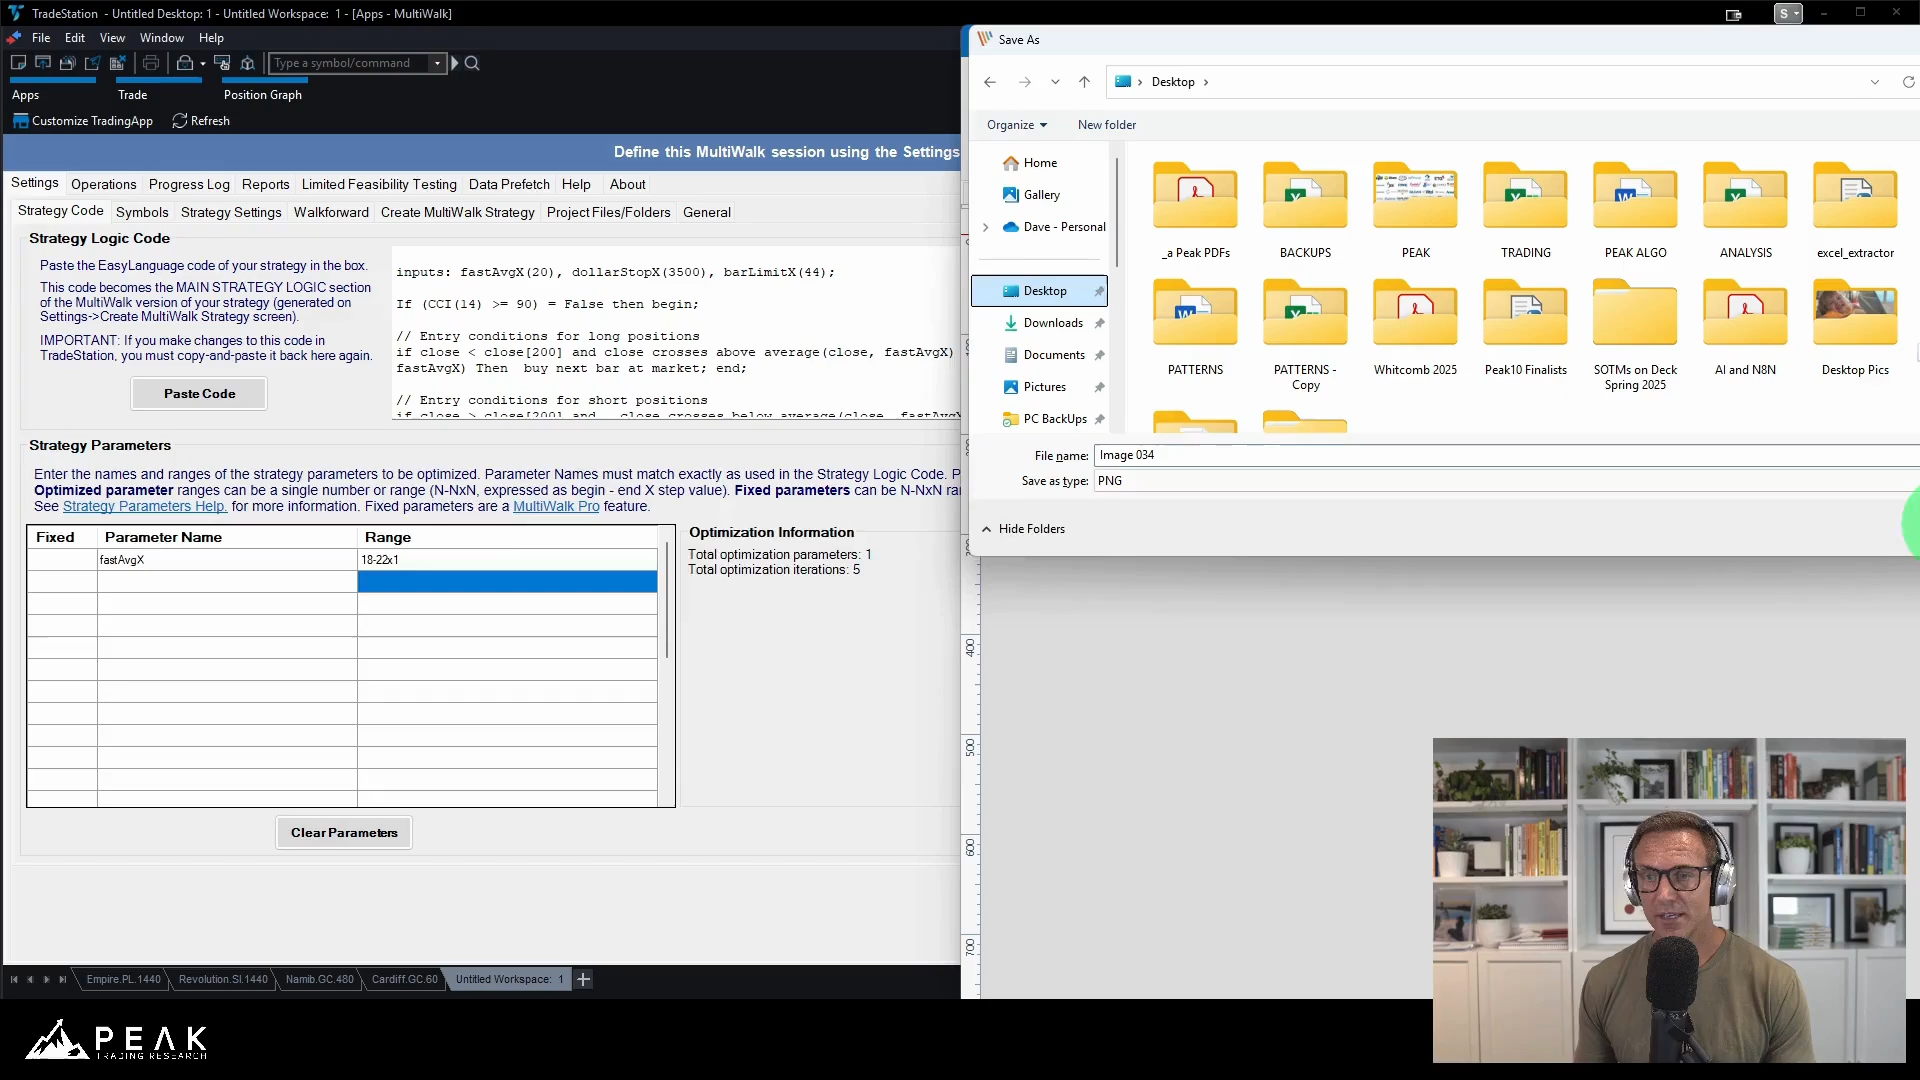 TradeStation - Untitled Desktop: 1 - Untitled Workspace: 1 - [Apps - MultiWalk]
S
File Edit View Window Help
Type a symbol/command
Apps Trade Position Graph
Customize TradingApp Refresh
Define this MultiWalk session using the Settings
Settings Operations Progress Log Reports Limited Feasibility Testing Data Prefetch Help About
Strategy Code Symbols Strategy Settings Walkforward Create MultiWalk Strategy Project Files/Folders General
Strategy Logic Code
Paste the EasyLanguage code of your strategy in the box.
This code becomes the MAIN STRATEGY LOGIC section
of the MultiWalk version of your strategy (generated on
Settings->Create MultiWalk Strategy screen).
IMPORTANT: If you make changes to this code in
TradeStation, you must copy-and-paste it back here again.
Paste Code
inputs: fastAvgX(20), dollarStopX(3500), barLimitX(44);
If (CCI(14) >= 90) = False then begin;
// Entry conditions for long positions
if close < close[200] and close crosses above average(close, fastAvgX)
fastAvgX) Then buy next bar at market; end;
// Entry conditions for short positions
if close > close[200] and close crosses below average(close, fastAvgX
Strategy Parameters
Enter the names and ranges of the strategy parameters to be optimized. Parameter Names must match exactly as used in the Strategy Logic Code. P
Optimized parameter ranges can be a single number or range (N-NxN, expressed as begin - end X step value). Fixed parameters can be N-NxN ra
See Strategy Parameters Help. for more information. Fixed parameters are a MultiWalk Pro feature.
Fixed Parameter Name Range
fastAvgX 18-22x1
Optimization Information
Total optimization parameters: 1
Total optimization iterations: 5
Clear Parameters
Empire.PL.1440 Revolution.SI.1440 Namib.GC.480 Cardiff.GC.60 Untitled Workspace: 1
PEAK
TRADING RESEARCH
Save As
Desktop
Organize New folder
Home
Gallery
Dave - Personal
Desktop
Downloads
Documents
Pictures
PC BackUps
_a Peak PDFs BACKUPS PEAK TRADING PEAK ALGO ANALYSIS excel_extractor
PATTERNS PATTERNS - Copy Whitcomb 2025 Peak10 Finalists SOTMs on Deck Spring 2025 AI and N8N Desktop Pics
File name: Image 034
Save as type: PNG
Hide Folders
400
500
600
700